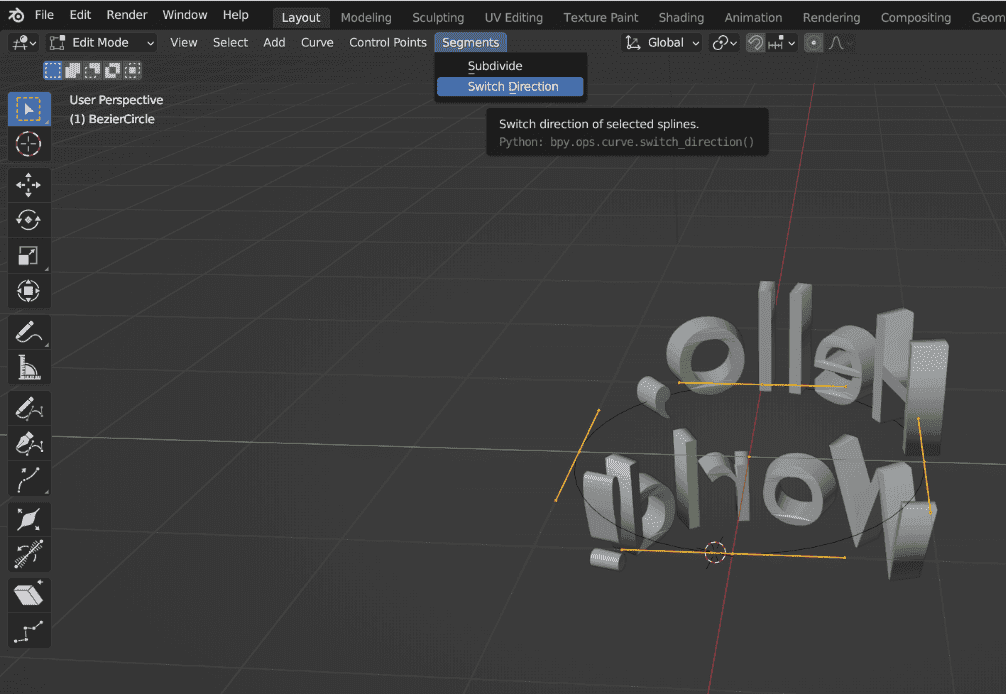 File Edit Render Window Help Layout Modeling Sculpting UV Editing Texture Paint Shading Animation Rendering Compositing Geom
Edit Mode View Select Add Curve Control Points Segments Global
Subdivide
Switch Direction
User Perspective
(1) BezierCircle
Switch direction of selected splines.
Python: bpy.ops.curve.switch_direction()
Hello,
World!